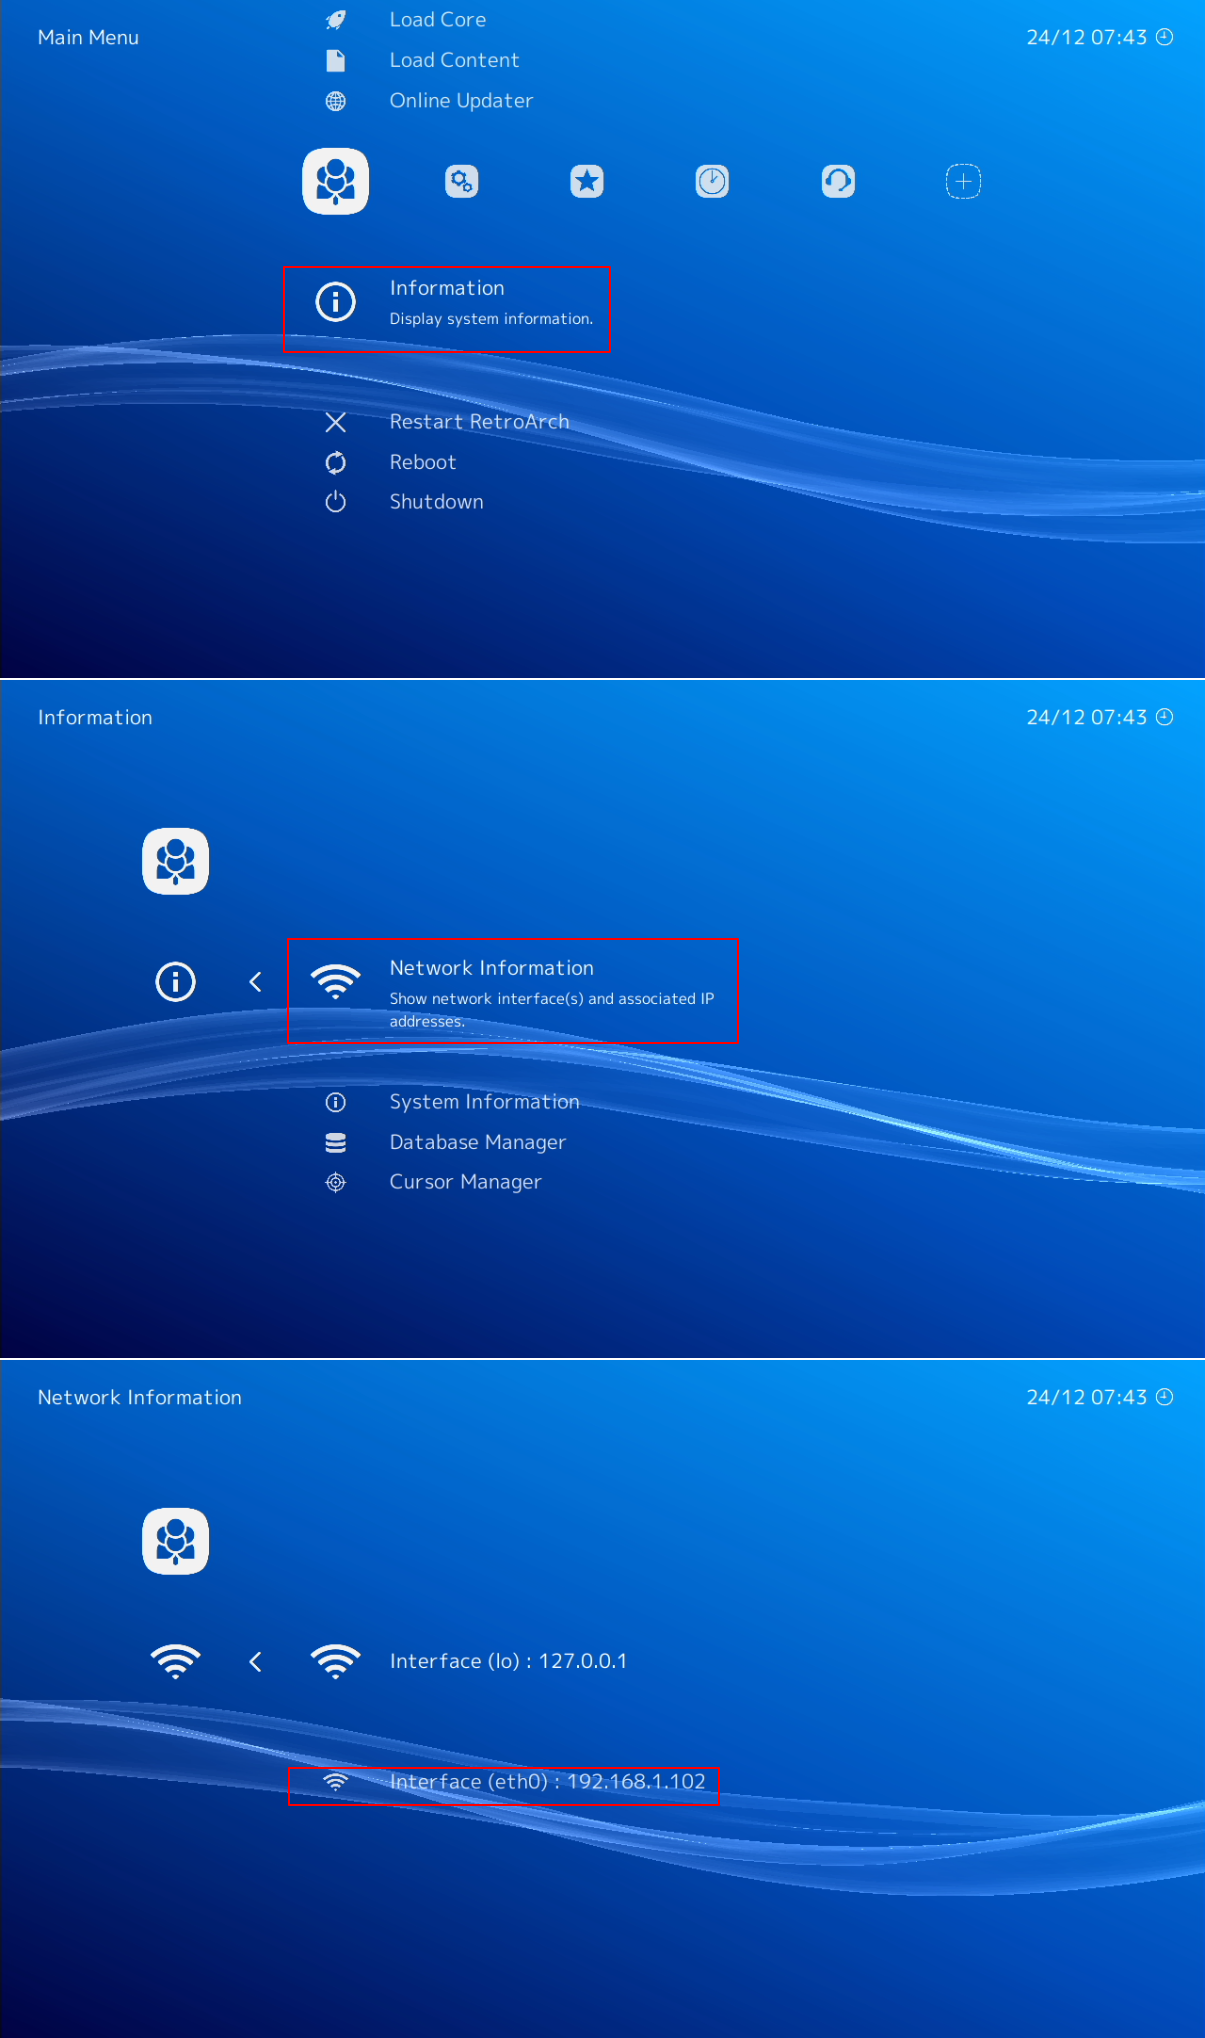 Load Core
Main Menu
24/12 07:43
Load Content
Online Updater
Information
Display system information.
Restart RetroArch
Reboot
Shutdown
Information
24/12 07:43
Network Information
Show network interface(s) and associated IP
addresses.
System Information
Database Manager
Cursor Manager
Network Information
24/12 07:43
Interface (lo) : 127.0.0.1
Interface (eth0) : 192.168.1.102